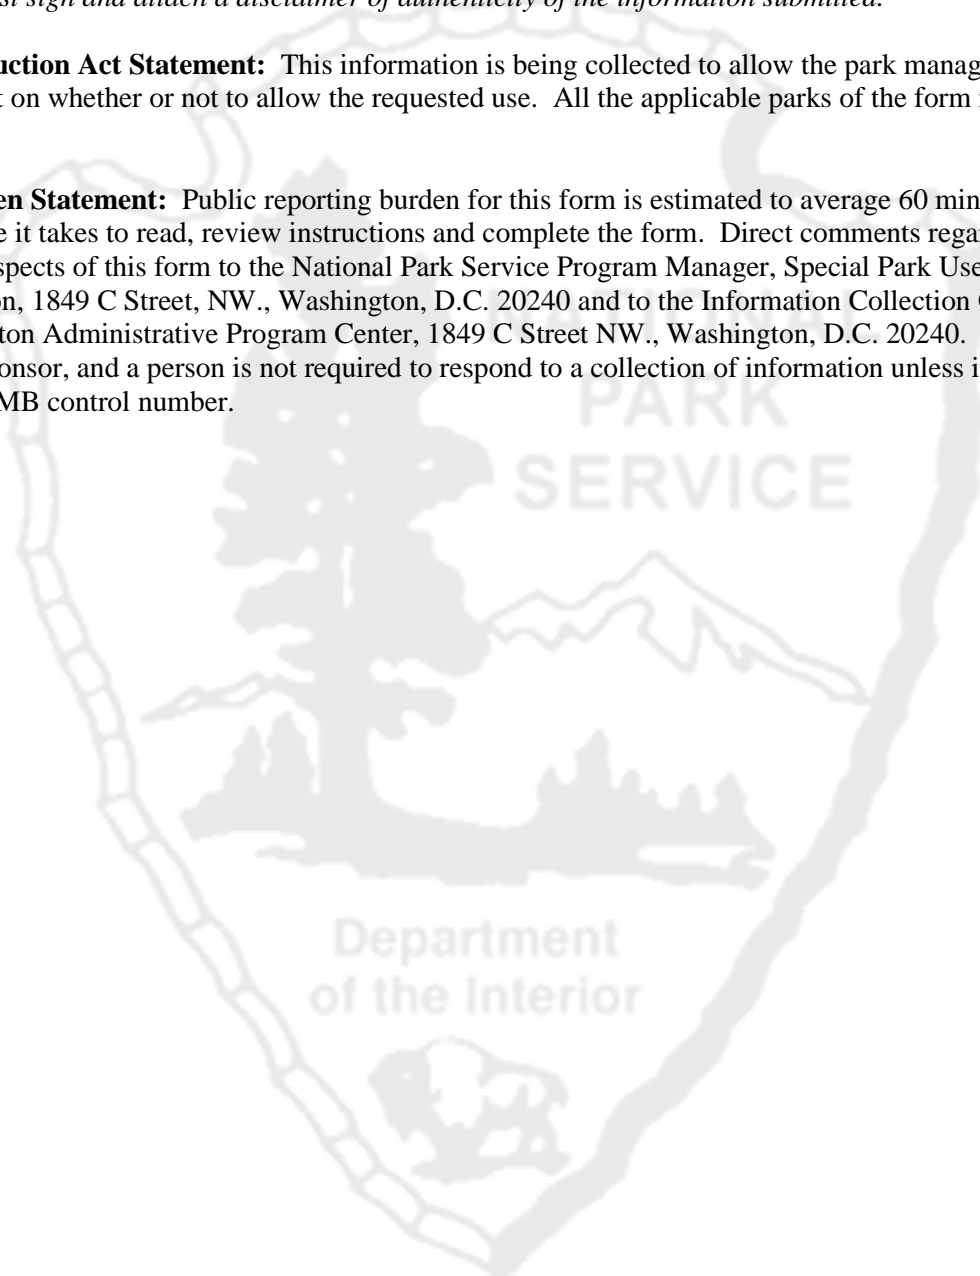 sign and attach a disclaimer of authenticity of the information submitted.
uction Act Statement: This information is being collected to allow the park manag
t on whether or not to allow the requested use. All the applicable parks of the form
en Statement: Public reporting burden for this form is estimated to average 60 min
e it takes to read, review instructions and complete the form. Direct comments rega
spects of this form to the National Park Service Program Manager, Special Park Use
on, 1849 C Street, NW., Washington, D.C. 20240 and to the Information Collection
ton Administrative Program Center, 1849 C Street NW., Washington, D.C. 20240.
onsor, and a person is not required to respond to a collection of information unless i
MB control number.
NATIONAL
PARK
SERVICE
Department
of the Interior